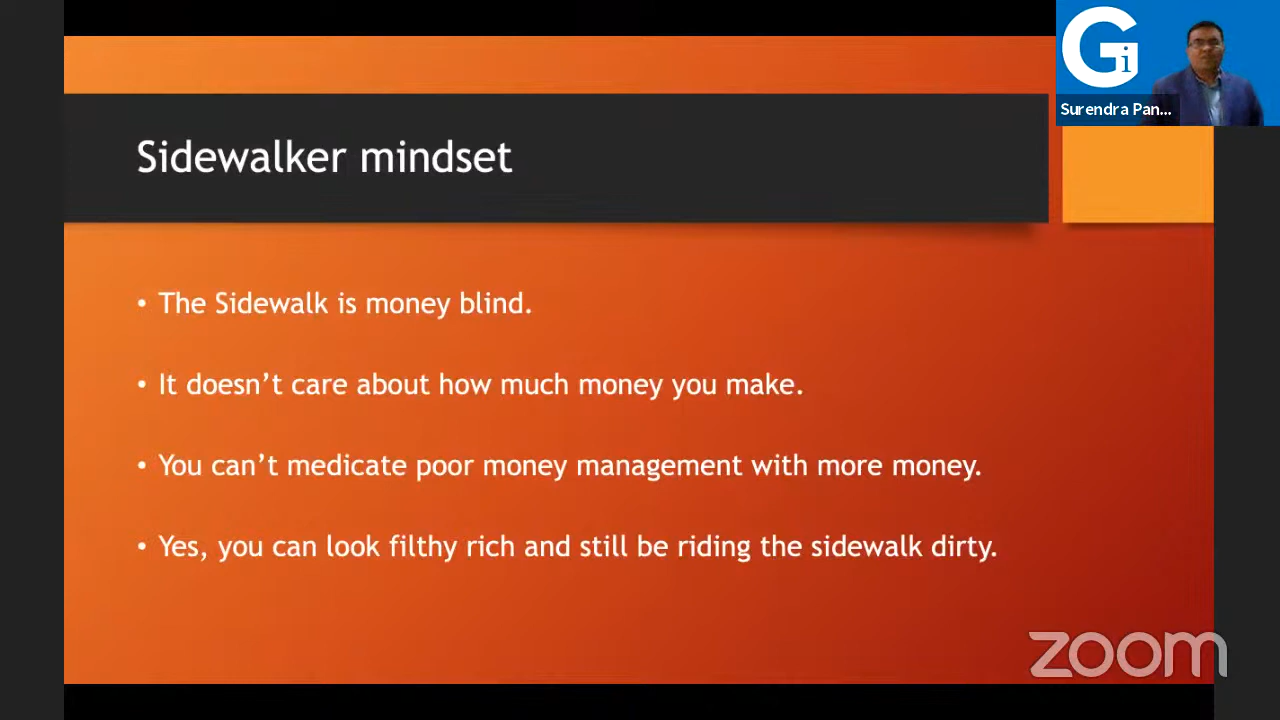 Gi
Surendra Pan...
Sidewalker mindset
• The Sidewalk is money blind.
• It doesn’t care about how much money you make.
• You can’t medicate poor money management with more money.
• Yes, you can look filthy rich and still be riding the sidewalk dirty.
zoom